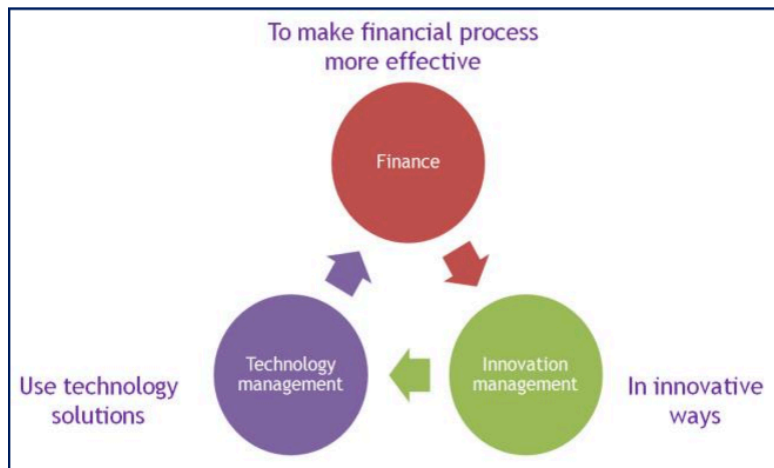 To make financial process
more effective
Finance
Technology
management
Innovation
management
Use technology
solutions
In innovative
ways